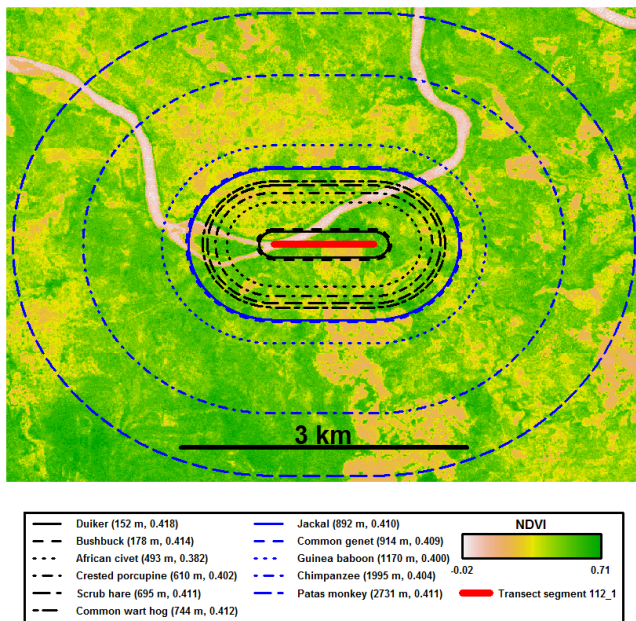 3 km
Duiker (152 m, 0.418)
Bushbuck (178 m, 0.414)
African civet (493 m, 0.382)
Crested porcupine (610 m, 0.402)
Scrub hare (695 m, 0.411)
Common wart hog (744 m, 0.412)
Jackal (892 m, 0.410)
Common genet (914 m, 0.409)
Guinea baboon (1170 m, 0.400)
Chimpanzee (1995 m, 0.404)
Patas monkey (2731 m, 0.411)
NDVI
-0.02 0.71
Transect segment 112_1